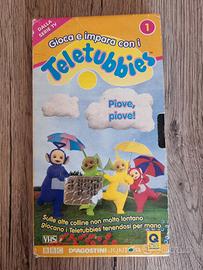 DALLA
SERIE TV
1
Gioca e impara con i
Teletubbies
Piove,
piove!
Sulle alte colline non molto lontano
giocano i Teletubbies tenendosi per mano
VHS
BBC DEAGOSTINI JUNIOR